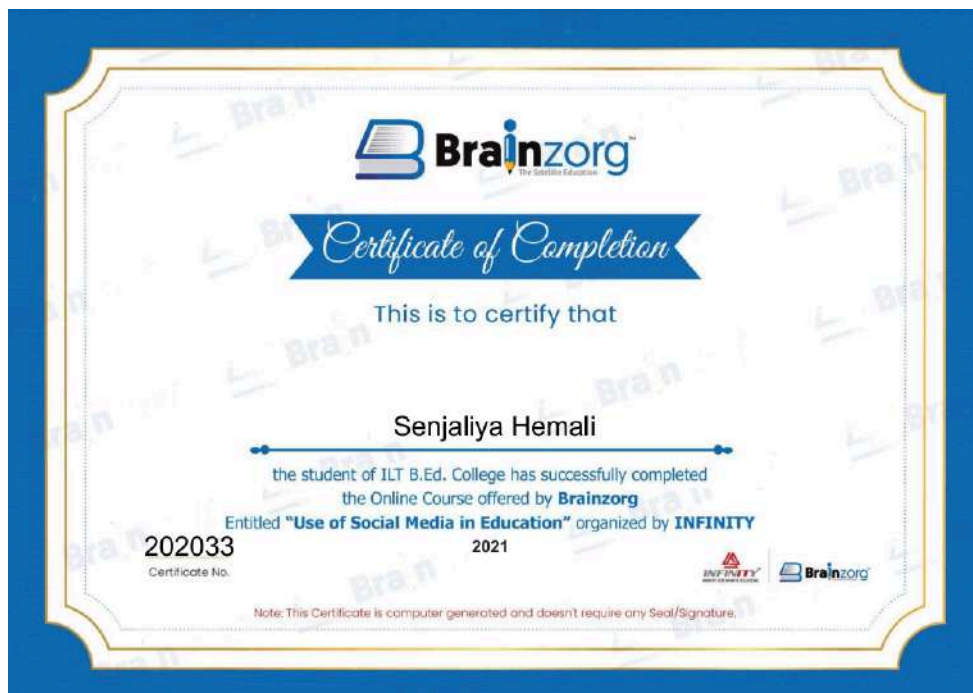 Brainzorg™
The Satellite Education
Certificate of Completion
This is to certify that
Senjaliya Hemali
the student of ILT B.Ed. College has successfully completed
the Online Course offered by Brainzorg
Entitled "Use of Social Media in Education" organized by INFINITY
2021
202033
Certificate No.
INFINITY
Brainzorg
Note: This Certificate is computer generated and doesn't require any Seal/Signature.